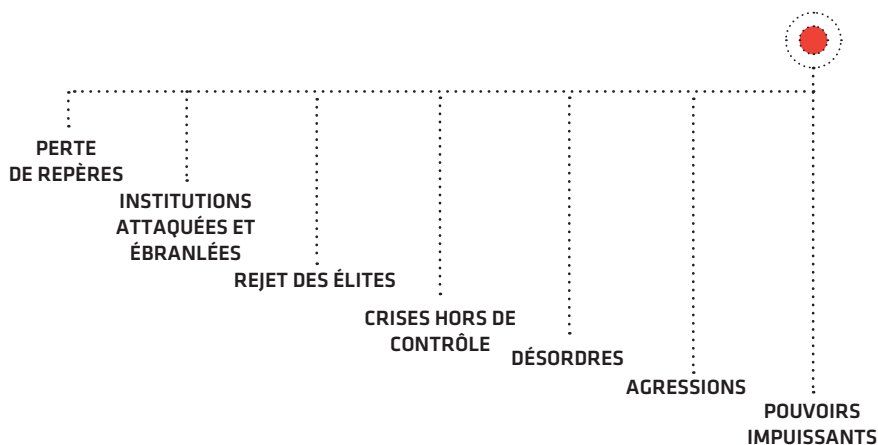 PERTE
DE REPÈRES
INSTITUTIONS
ATTAQUÉES ET
ÉBRANLÉES
REJET DES ÉLITES
CRISES HORS DE
CONTRÔLE
DÉSORDRES
AGRESSIONS
POUVOIRS
IMPUISSANTS